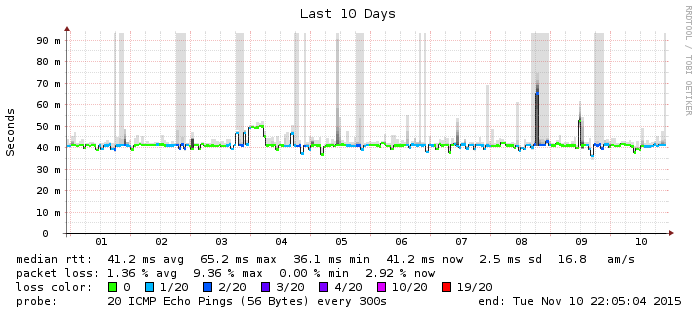 Last 10 Days
RRDTOOL / TOBI OETIKER
Seconds
90 m
80 m
70 m
60 m
50 m
40 m
30 m
20 m
10 m
0
01 02 03 04 05 06 07 08 09 10
median rtt: 41.2 ms avg 65.2 ms max 36.1 ms min 41.2 ms now 2.5 ms sd 16.8 am/s
packet loss: 1.36 % avg 9.36 % max 0.00 % min 2.92 % now
loss color: 0 1/20 2/20 3/20 4/20 10/20 19/20
probe: 20 ICMP Echo Pings (56 Bytes) every 300s end: Tue Nov 10 22:05:04 2015